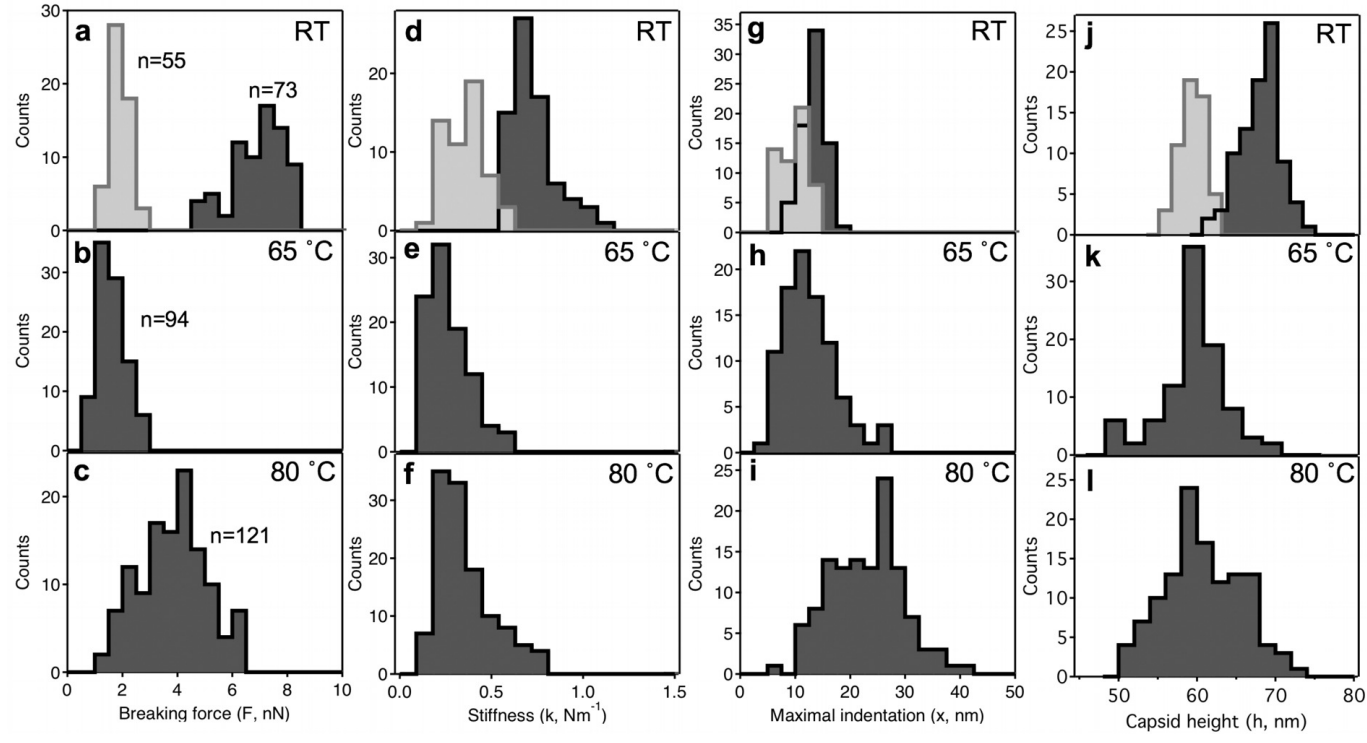 a RT
n=55
n=73
Counts
30
20
10
0
b 65 ˚C
n=94
Counts
30
20
10
0
c 80 ˚C
n=121
Counts
20
10
0
0 2 4 6 8 10
Breaking force (F, nN)
d RT
Counts
20
10
0
e 65 ˚C
Counts
30
20
10
0
f 80 ˚C
Counts
30
20
10
0
0.0 0.5 1.0 1.5
Stiffness (k, Nm-1)
g RT
Counts
35
30
25
20
15
10
5
0
h 65 ˚C
Counts
20
15
10
5
0
i 80 ˚C
Counts
25
20
15
10
5
0
0 10 20 30 40 50
Maximal indentation (x, nm)
j RT
Counts
25
20
15
10
5
0
k 65 ˚C
Counts
30
20
10
0
l 80 ˚C
Counts
25
20
15
10
5
0
50 60 70 80
Capsid height (h, nm)